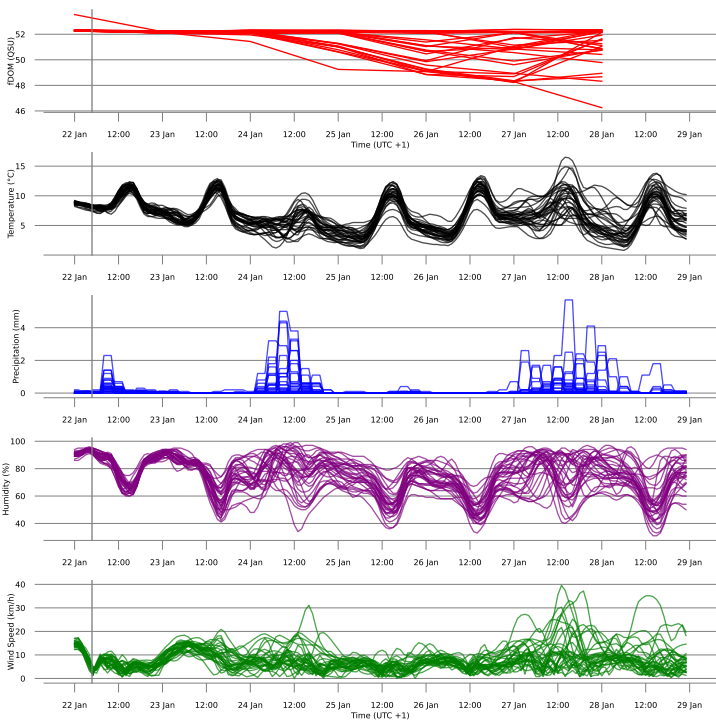 52
50
48
46
fDOM (QSU)
22 Jan 12:00 23 Jan 12:00 24 Jan 12:00 25 Jan 12:00 26 Jan 12:00 27 Jan 12:00 28 Jan 12:00 29 Jan
Time (UTC +1)
15
10
5
Temperature (°C)
22 Jan 12:00 23 Jan 12:00 24 Jan 12:00 25 Jan 12:00 26 Jan 12:00 27 Jan 12:00 28 Jan 12:00 29 Jan
4
2
0
Precipitation (mm)
22 Jan 12:00 23 Jan 12:00 24 Jan 12:00 25 Jan 12:00 26 Jan 12:00 27 Jan 12:00 28 Jan 12:00 29 Jan
100
80
60
40
Humidity (%)
22 Jan 12:00 23 Jan 12:00 24 Jan 12:00 25 Jan 12:00 26 Jan 12:00 27 Jan 12:00 28 Jan 12:00 29 Jan
40
30
20
10
0
Wind Speed (km/h)
22 Jan 12:00 23 Jan 12:00 24 Jan 12:00 25 Jan 12:00 26 Jan 12:00 27 Jan 12:00 28 Jan 12:00 29 Jan
Time (UTC +1)